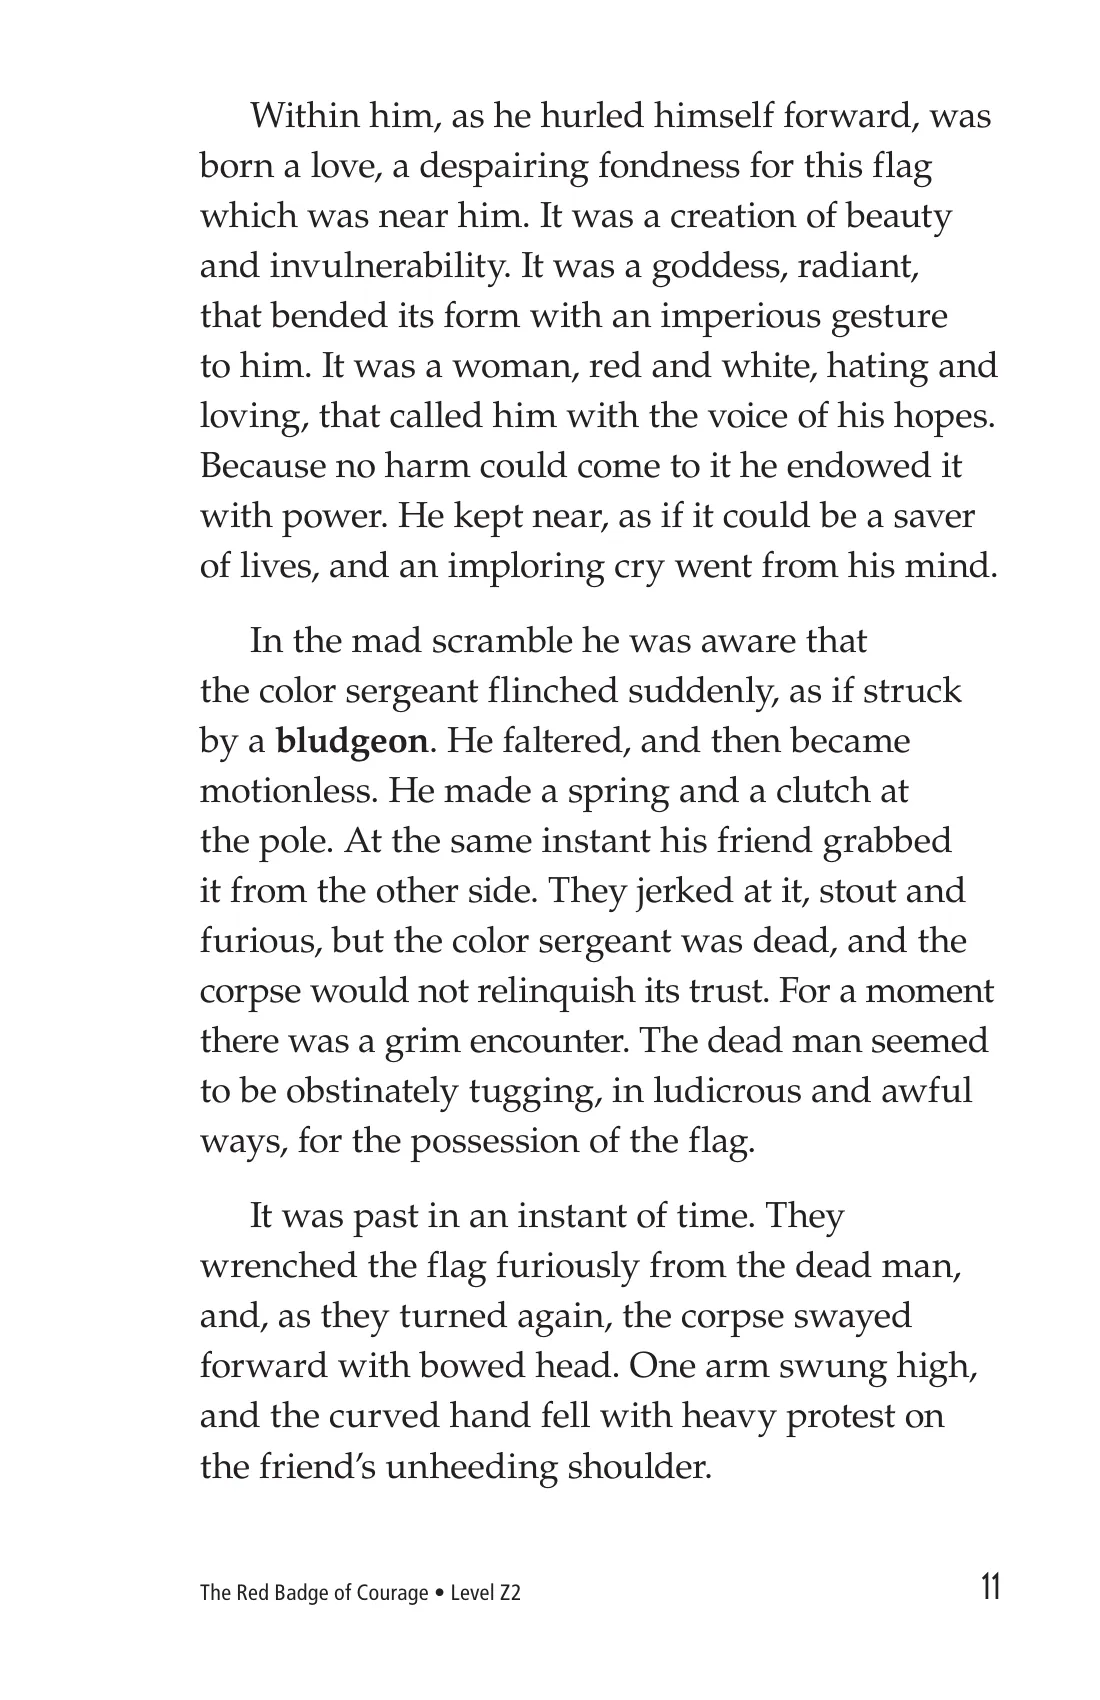 Within him, as he hurled himself forward, was
born a love, a despairing fondness for this flag
which was near him. It was a creation of beauty
and invulnerability. It was a goddess, radiant,
that bended its form with an imperious gesture
to him. It was a woman, red and white, hating and
loving, that called him with the voice of his hopes.
Because no harm could come to it he endowed it
with power. He kept near, as if it could be a saver
of lives, and an imploring cry went from his mind.
In the mad scramble he was aware that
the color sergeant flinched suddenly, as if struck
by a bludgeon. He faltered, and then became
motionless. He made a spring and a clutch at
the pole. At the same instant his friend grabbed
it from the other side. They jerked at it, stout and
furious, but the color sergeant was dead, and the
corpse would not relinquish its trust. For a moment
there was a grim encounter. The dead man seemed
to be obstinately tugging, in ludicrous and awful
ways, for the possession of the flag.
It was past in an instant of time. They
wrenched the flag furiously from the dead man,
and, as they turned again, the corpse swayed
forward with bowed head. One arm swung high,
and the curved hand fell with heavy protest on
the friend’s unheeding shoulder.
The Red Badge of Courage • Level Z2 11